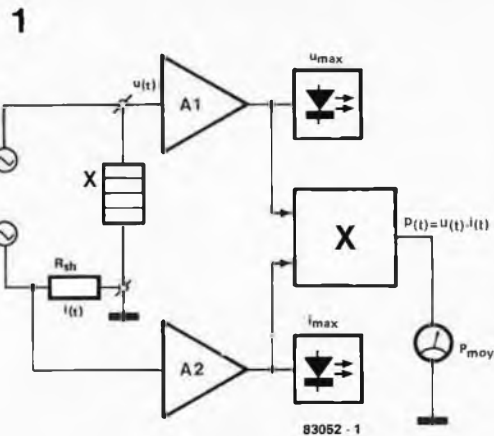 1
u(t)
A1
umax
X
X
p(t)=u(t)·i(t)
Rsh
i(t)
imax
A2
Pmoy
83052 - 1